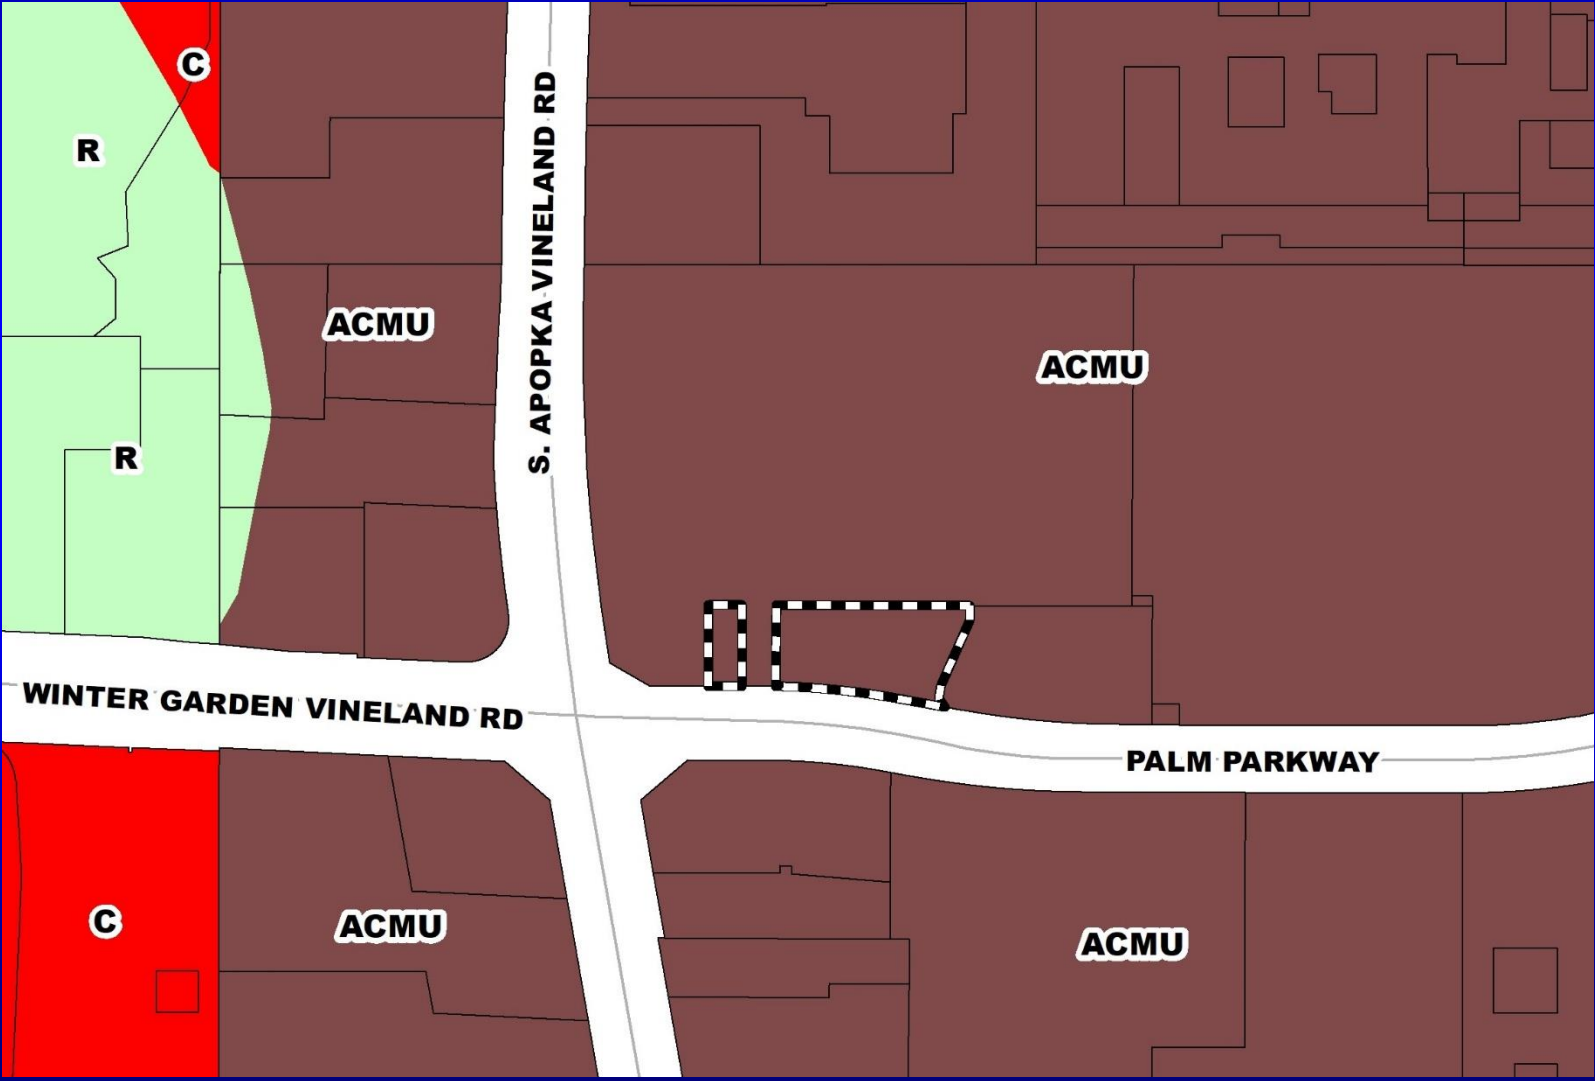 C
R
S. APOPKA-VINELAND RD
ACMU
ACMU
R
WINTER GARDEN VINELAND RD
PALM PARKWAY
C
ACMU
ACMU